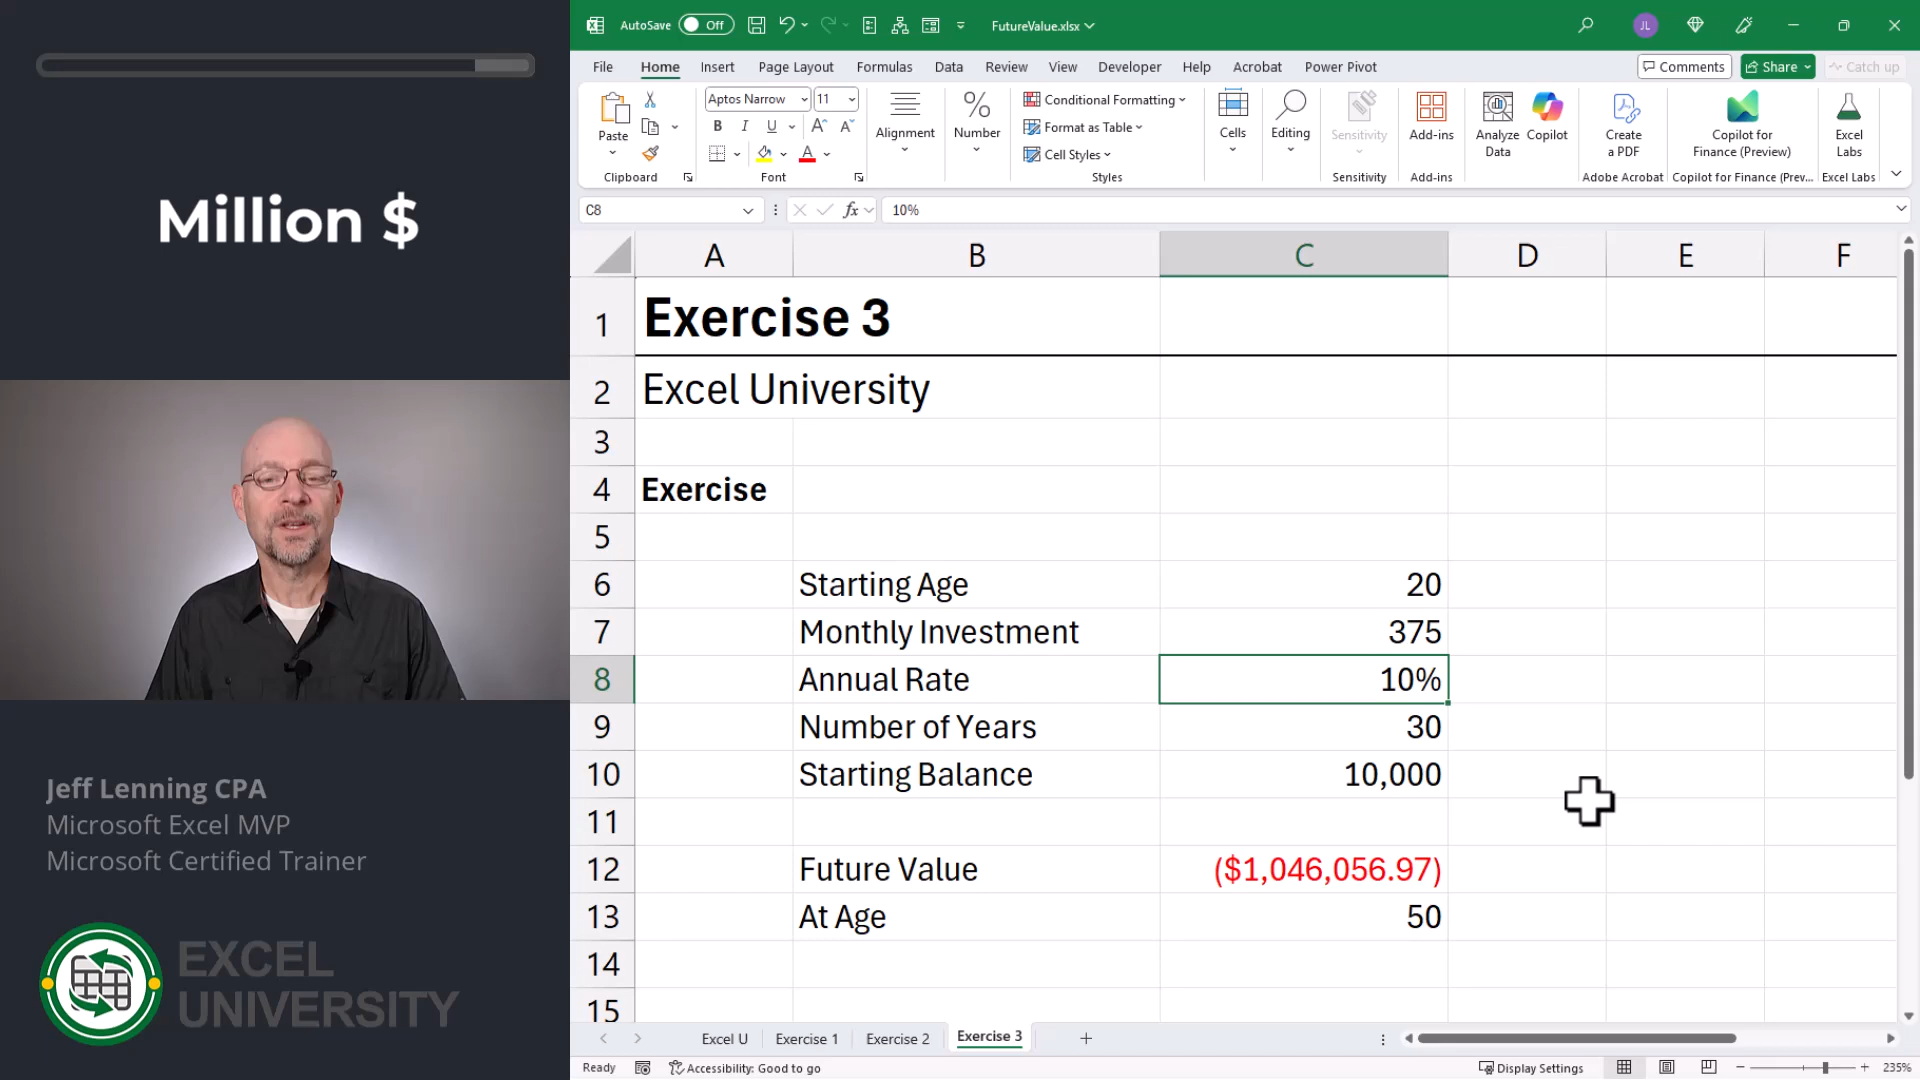 Million $
Jeff Lenning CPA
Microsoft Excel MVP
Microsoft Certified Trainer
EXCEL
UNIVERSITY
AutoSave Off
FutureValue.xlsx
JL
File Home Insert Page Layout Formulas Data Review View Developer Help Acrobat Power Pivot
Comments Share Catch up
Paste
Clipboard
Aptos Narrow 11
B I U A A
A
Font
Alignment
Number
Conditional Formatting
Format as Table
Cell Styles
Styles
Cells
Editing
Sensitivity
Sensitivity
Add-ins
Add-ins
Analyze
Data
Copilot
Create
a PDF
Adobe Acrobat
Copilot for
Finance (Preview)
Copilot for Finance (Prev...
Excel
Labs
Excel Labs
C8 fx 10%
A B C D E F
1 Exercise 3
2 Excel University
3
4 Exercise
5
6 Starting Age 20
7 Monthly Investment 375
8 Annual Rate 10%
9 Number of Years 30
10 Starting Balance 10,000
11
12 Future Value ($1,046,056.97)
13 At Age 50
14
15
Excel U Exercise 1 Exercise 2 Exercise 3
Ready Accessibility: Good to go Display Settings 235%